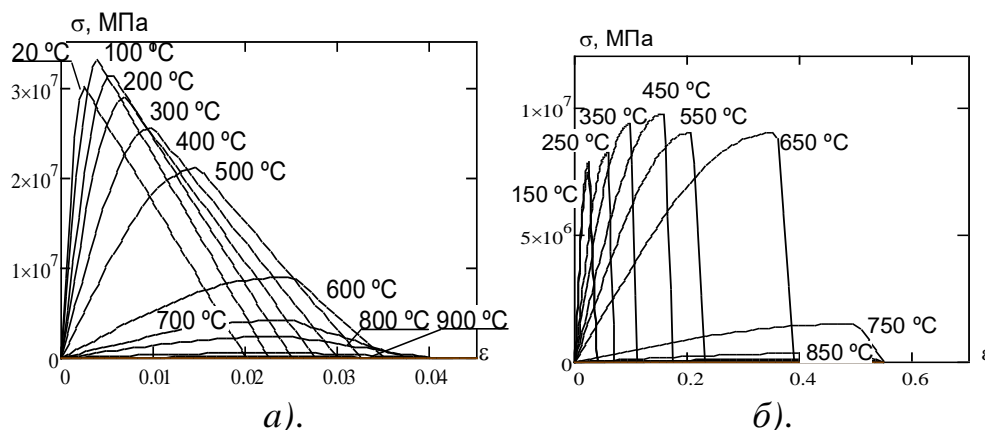 σ, МПа
20 ºC
100 ºC
200 ºC
300 ºC
400 ºC
500 ºC
600 ºC
700 ºC
800 ºC
900 ºC
3×10⁷
2×10⁷
1×10⁷
0
0
0.01
0.02
0.03
0.04
ε
а).
σ, МПа
450 ºC
350 ºC
550 ºC
250 ºC
650 ºC
150 ºC
750 ºC
850 ºC
1×10⁷
5×10⁶
0
0
0.2
0.4
0.6
ε
б).